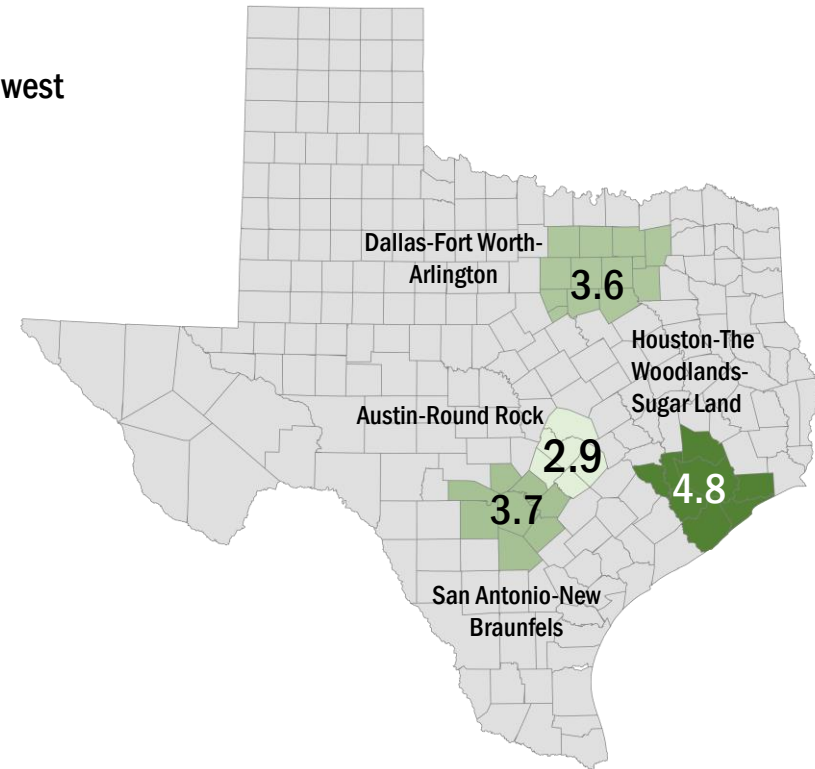 west
Dallas-Fort Worth-
Arlington
3.6
Houston-The
Woodlands-
Sugar Land
Austin-Round Rock
2.9
4.8
3.7
San Antonio-New
Braunfels